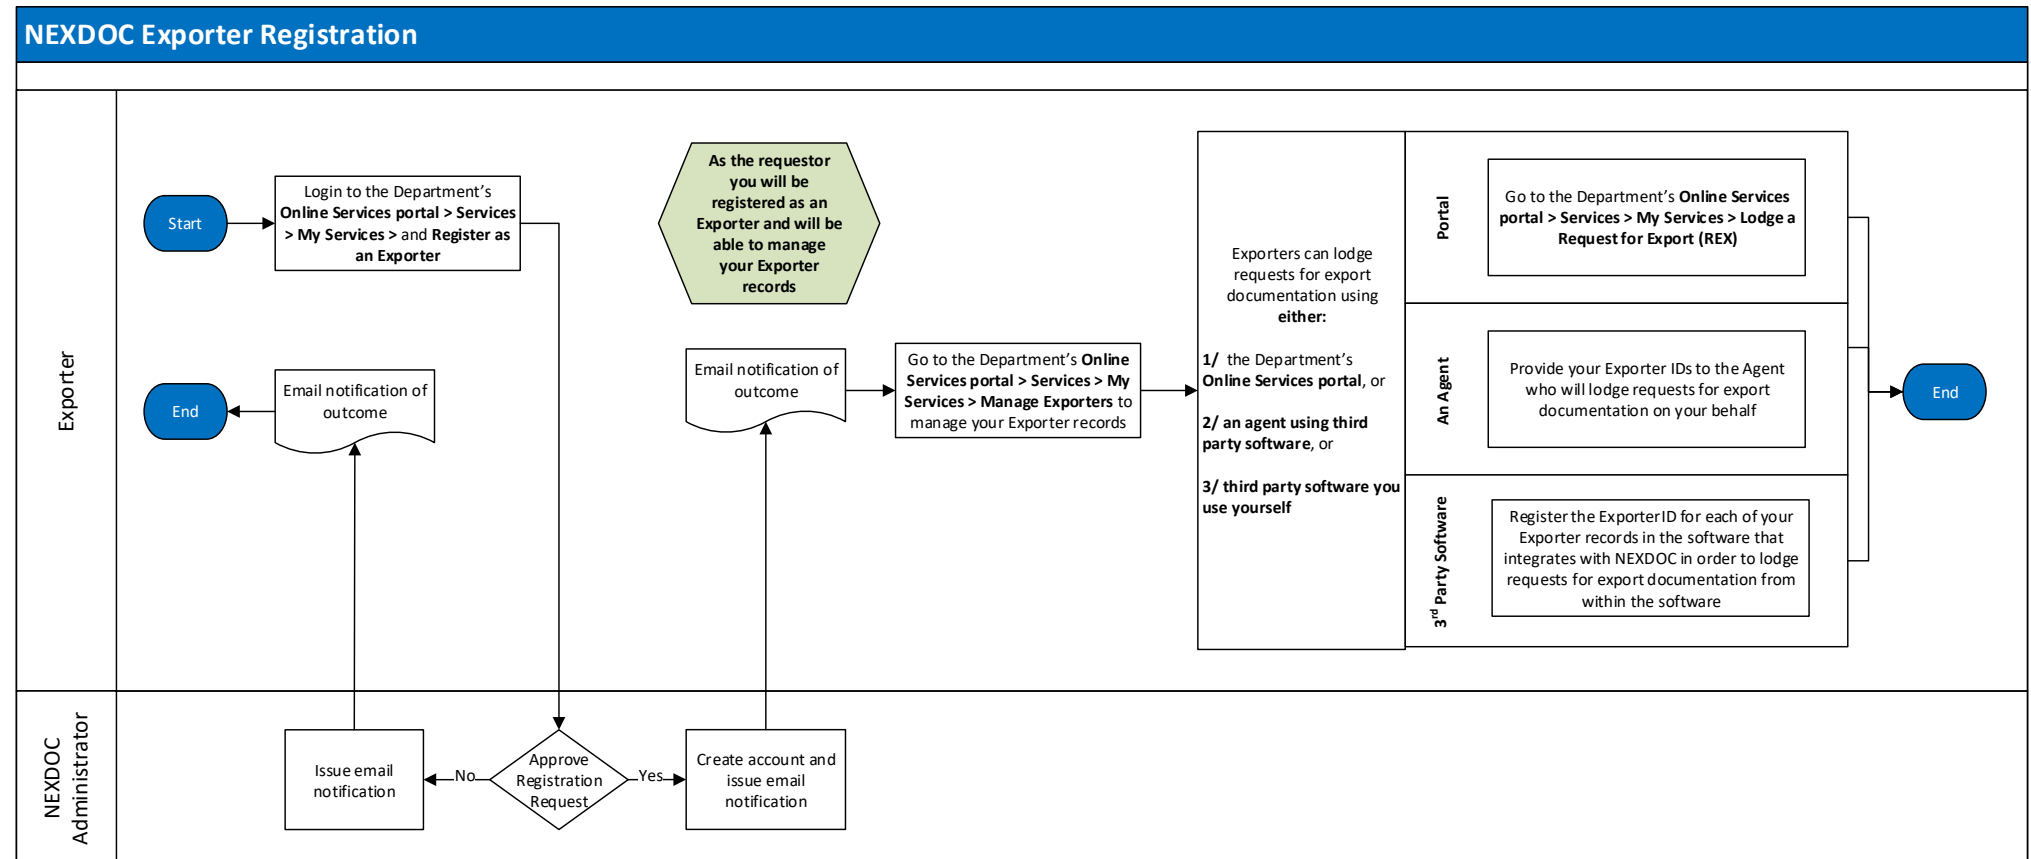 NEXDOC Exporter Registration
Exporter
Start
Login to the Department's
Online Services portal > Services
> My Services > and Register as
an Exporter
As the requestor
you will be
registered as an
Exporter and will be
able to manage
your Exporter
records
End
Email notification of
outcome
Email notification of
outcome
Go to the Department's Online
Services portal > Services > My
Services > Manage Exporters to
manage your Exporter records
Exporters can lodge
requests for export
documentation using
either:
1/ the Department's
Online Services portal, or
2/ an agent using third
party software, or
3/ third party software you
use yourself
Portal
Go to the Department's Online Services
portal > Services > My Services > Lodge a
Request for Export (REX)
An Agent
Provide your Exporter IDs to the Agent
who will lodge requests for export
documentation on your behalf
3rd Party Software
Register the ExporterID for each of your
Exporter records in the software that
integrates with NEXDOC in order to lodge
requests for export documentation from
within the software
End
NEXDOC
Administrator
Issue email
notification
No
Approve
Registration
Request
Yes
Create account and
issue email
notification